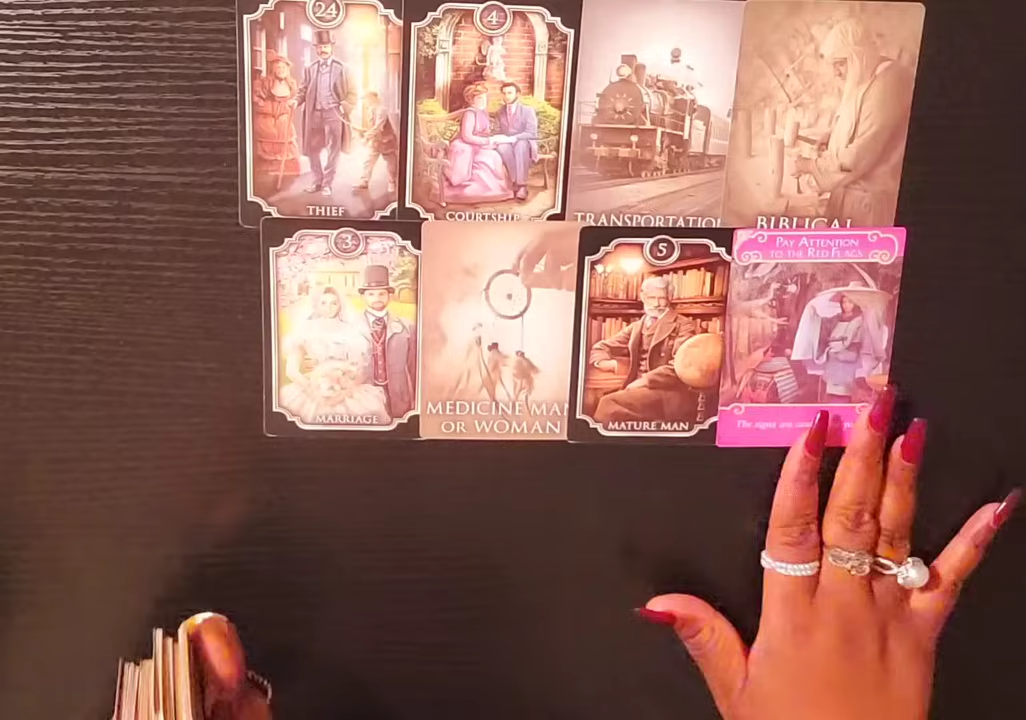 24
THIEF
4
COURTSHIP
TRANSPORTATION
BIBLICAL
3
MARRIAGE
MEDICINE MAN
OR WOMAN
5
MATURE MAN
PAY ATTENTION
TO THE RED FLAGS
The signs are